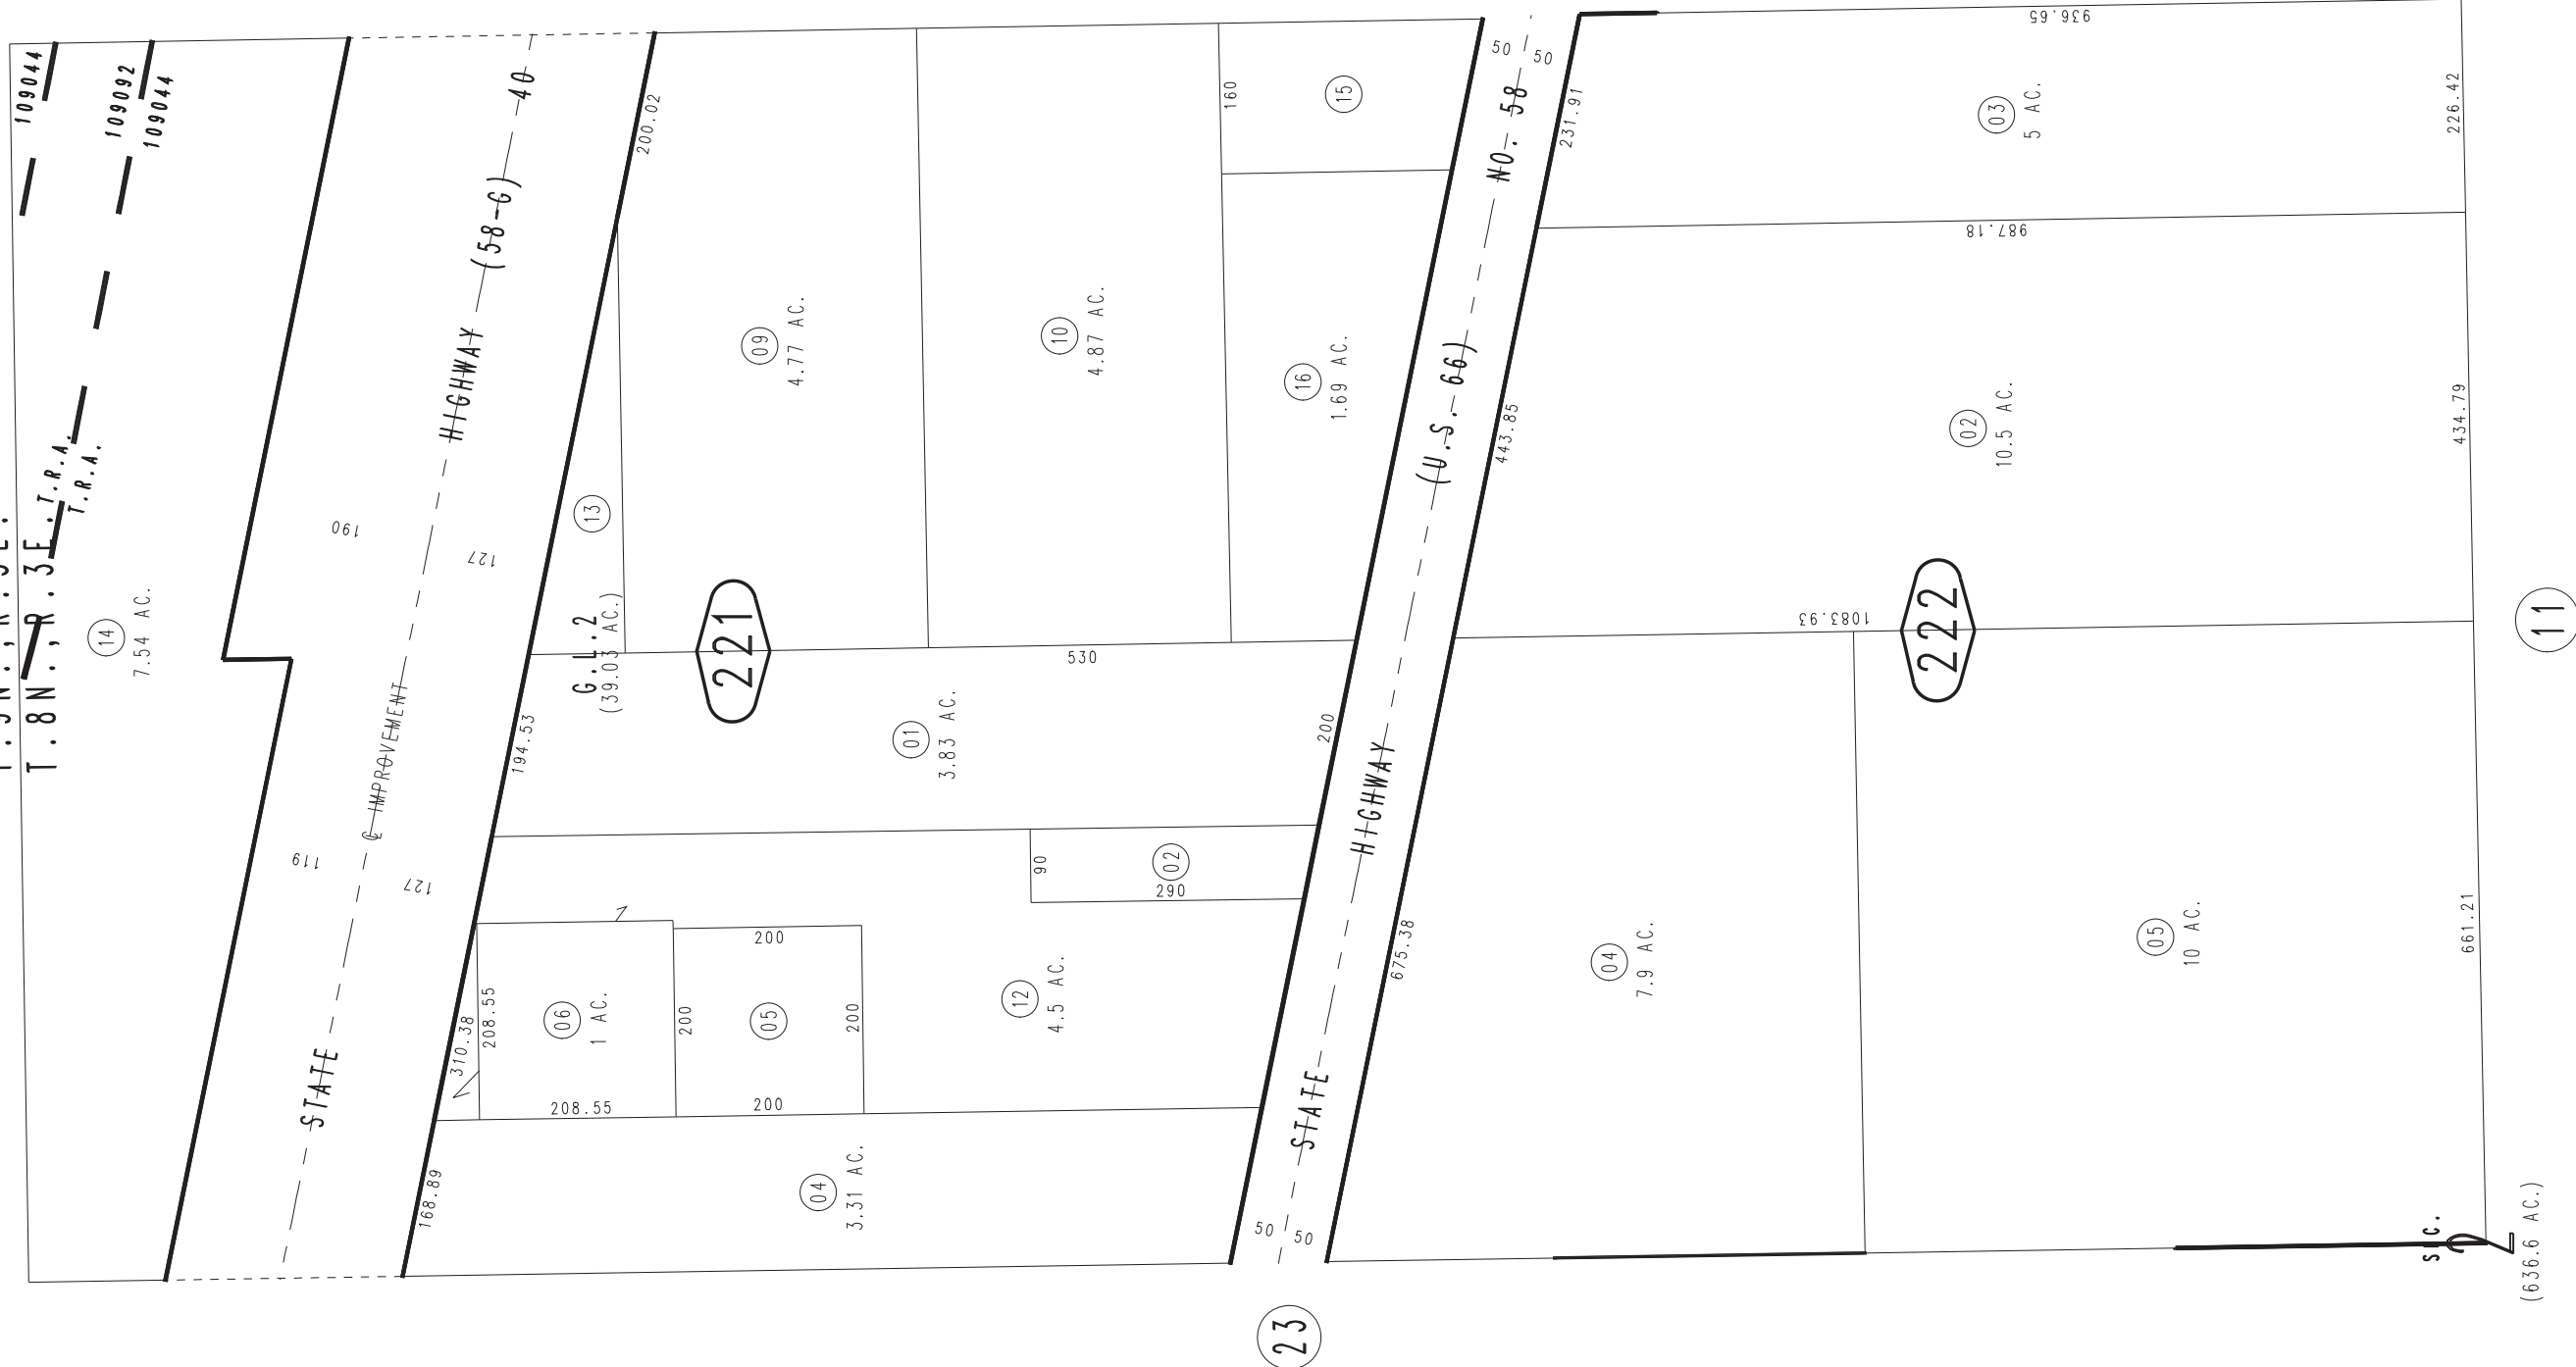 109044
109092
109044
T.R.A.
T.R.A.
T.8N.,R.3E.
14
7.54 AC.
STATE HIGHWAY (58-G) 40
℄ IMPROVEMENT
190
127
119
127
200.02
194.53
310.38
168.89
13
G.L.2
(39.03 AC.)
221
09
4.77 AC.
10
4.87 AC.
160
15
16
1.69 AC.
530
01
3.83 AC.
200
90
02
290
208.55
06
1 AC.
208.55
200
200
05
200
200
12
4.5 AC.
04
3.31 AC.
STATE HIGHWAY (U.S. 66) NO. 58
50
50
50
50
231.91
443.85
675.38
936.65
03
5 AC.
226.42
987.18
02
10.5 AC.
434.79
1083.93
222
04
7.9 AC.
05
10 AC.
661.21
11
23
(636.6 AC.)